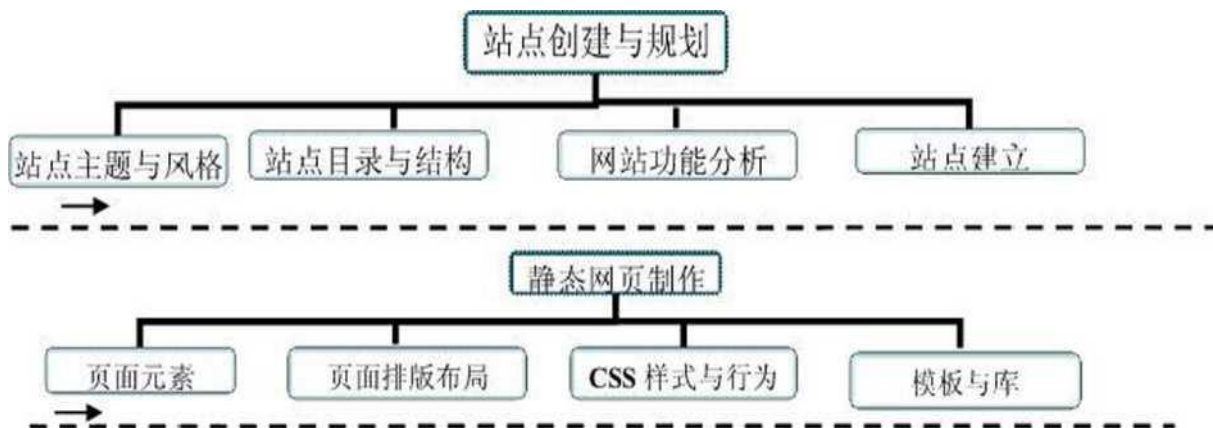 站点创建与规划
站点主题与风格
站点目录与结构
网站功能分析
站点建立
静态网页制作
页面元素
页面排版布局
CSS 样式与行为
模板与库